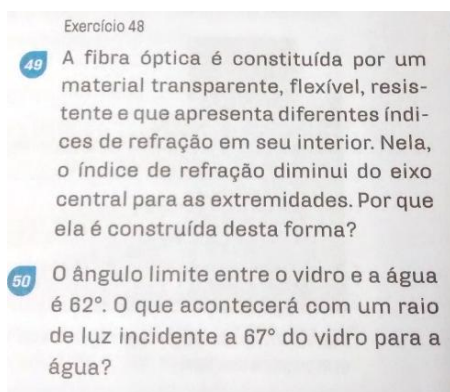 Exercício 48
49 A fibra óptica é constituída por um
material transparente, flexível, resis-
tente e que apresenta diferentes índi-
ces de refração em seu interior. Nela,
o índice de refração diminui do eixo
central para as extremidades. Por que
ela é construída desta forma?
50 O ângulo limite entre o vidro e a água
é 62°. O que acontecerá com um raio
de luz incidente a 67° do vidro para a
água?